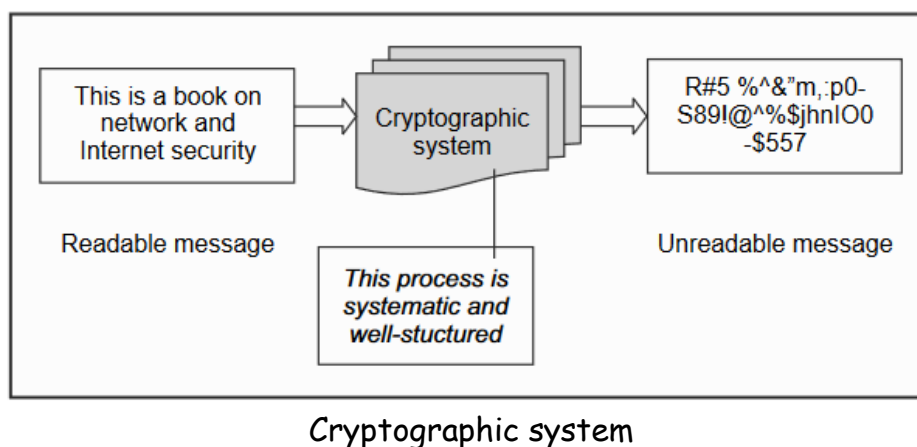 This is a book on
network and
Internet security
Cryptographic
system
R#5 %^&”m,:p0-
S89!@^%$jhnIO0
-$557
Readable message
Unreadable message
This process is
systematic and
well-stuctured
Cryptographic system